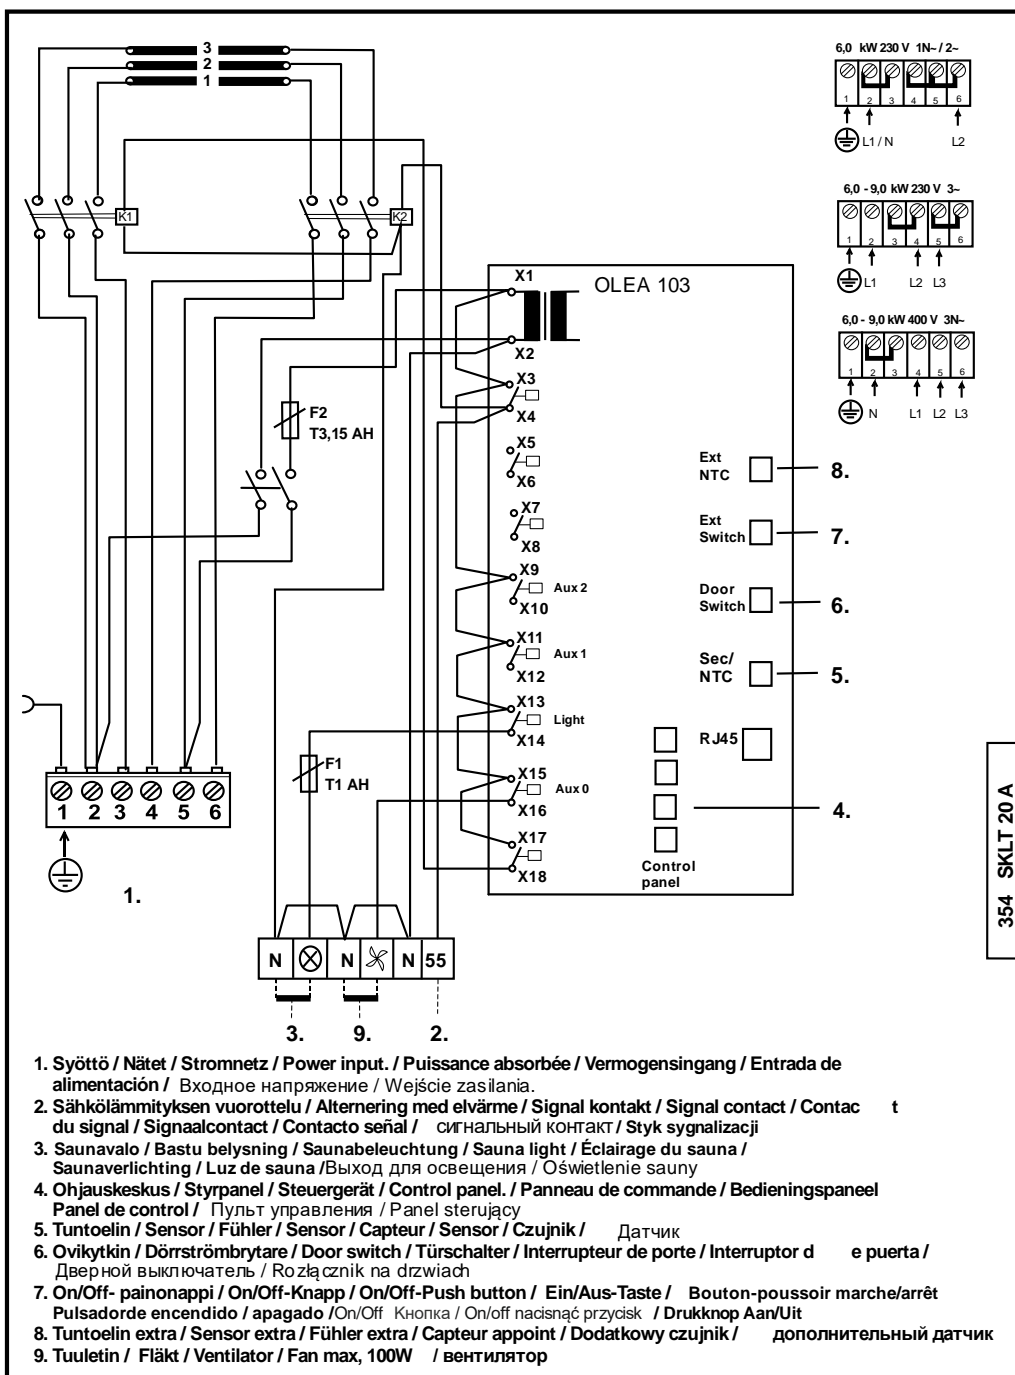 3
2
1
K1
K2
X1
OLEA 103
X2
X3
X4
F2
T3,15 AH
X5
X6
X7
X8
X9
Aux 2
X10
X11
Aux 1
X12
X13
Light
X14
F1
T1 AH
X15
Aux 0
X16
X17
X18
Ext
NTC
8.
Ext
Switch
7.
Door
Switch
6.
Sec/
NTC
5.
RJ45
4.
Control
panel
6,0 kW 230 V 1N~ / 2~
1 2 3 4 5 6
L1 / N L2
6,0 - 9,0 kW 230 V 3~
1 2 3 4 5 6
L1 L2 L3
6,0 - 9,0 kW 400 V 3N~
1 2 3 4 5 6
N L1 L2 L3
354 SKLT 20 A
1 2 3 4 5 6
1.
N N N 55
3. 9. 2.
1. Syöttö / Nätet / Stromnetz / Power input. / Puissance absorbée / Vermogensingang / Entrada de
alimentación / Входное напряжение / Wejście zasilania.
2. Sähkölämmityksen vuorottelu / Alternering med elvärme / Signal kontakt / Signal contact / Contac t
du signal / Signaalcontact / Contacto señal / сигнальный контакт / Styk sygnalizacji
3. Saunavalo / Bastu belysning / Saunabeleuchtung / Sauna light / Éclairage du sauna /
Saunaverlichting / Luz de sauna /Выход для освещения / Oświetlenie sauny
4. Ohjauskeskus / Styrpanel / Steuergerät / Control panel. / Panneau de commande / Bedieningspaneel
Panel de control / Пульт управления / Panel sterujący
5. Tuntoelin / Sensor / Fühler / Sensor / Capteur / Sensor / Czujnik / Датчик
6. Ovikytkin / Dörrströmbrytare / Door switch / Türschalter / Interrupteur de porte / Interruptor d e puerta /
Дверной выключатель / Rozłącznik na drzwiach
7. On/Off- painonappi / On/Off-Knapp / On/Off-Push button / Ein/Aus-Taste / Bouton-poussoir marche/arrêt
Pulsadorde encendido / apagado /On/Off Кнопка / On/off nacisnąć przycisk / Drukknop Aan/Uit
8. Tuntoelin extra / Sensor extra / Fühler extra / Capteur appoint / Dodatkowy czujnik / дополнительный датчик
9. Tuuletin / Fläkt / Ventilator / Fan max, 100W / вентилятор